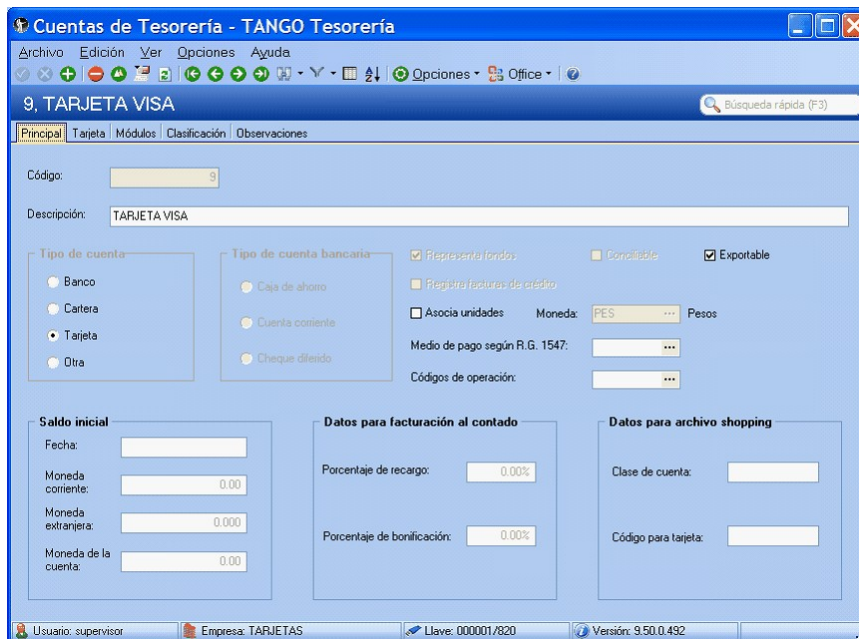 Cuentas de Tesorería - TANGO Tesorería
Archivo Edición Ver Opciones Ayuda
Opciones Office
9, TARJETA VISA
Búsqueda rápida (F3)
Principal Tarjeta Módulos Clasificación Observaciones
Código: 9
Descripción: TARJETA VISA
Tipo de cuenta
Banco
Cartera
Tarjeta
Otra
Tipo de cuenta bancaria
Caja de ahorro
Cuenta corriente
Cheque diferido
Representa fondos Conciliable Exportable
Registra facturas de crédito
Asocia unidades Moneda: PES ... Pesos
Medio de pago según R.G. 1547: ...
Códigos de operación: ...
Saldo inicial
Fecha:
Moneda
corriente: 0.00
Moneda
extranjera: 0.000
Moneda de la
cuenta: 0.00
Datos para facturación al contado
Porcentaje de recargo: 0.00%
Porcentaje de bonificación: 0.00%
Datos para archivo shopping
Clase de cuenta:
Código para tarjeta:
Usuario: supervisor Empresa: TARJETAS Llave: 000001/820 Versión: 9.50.0.492